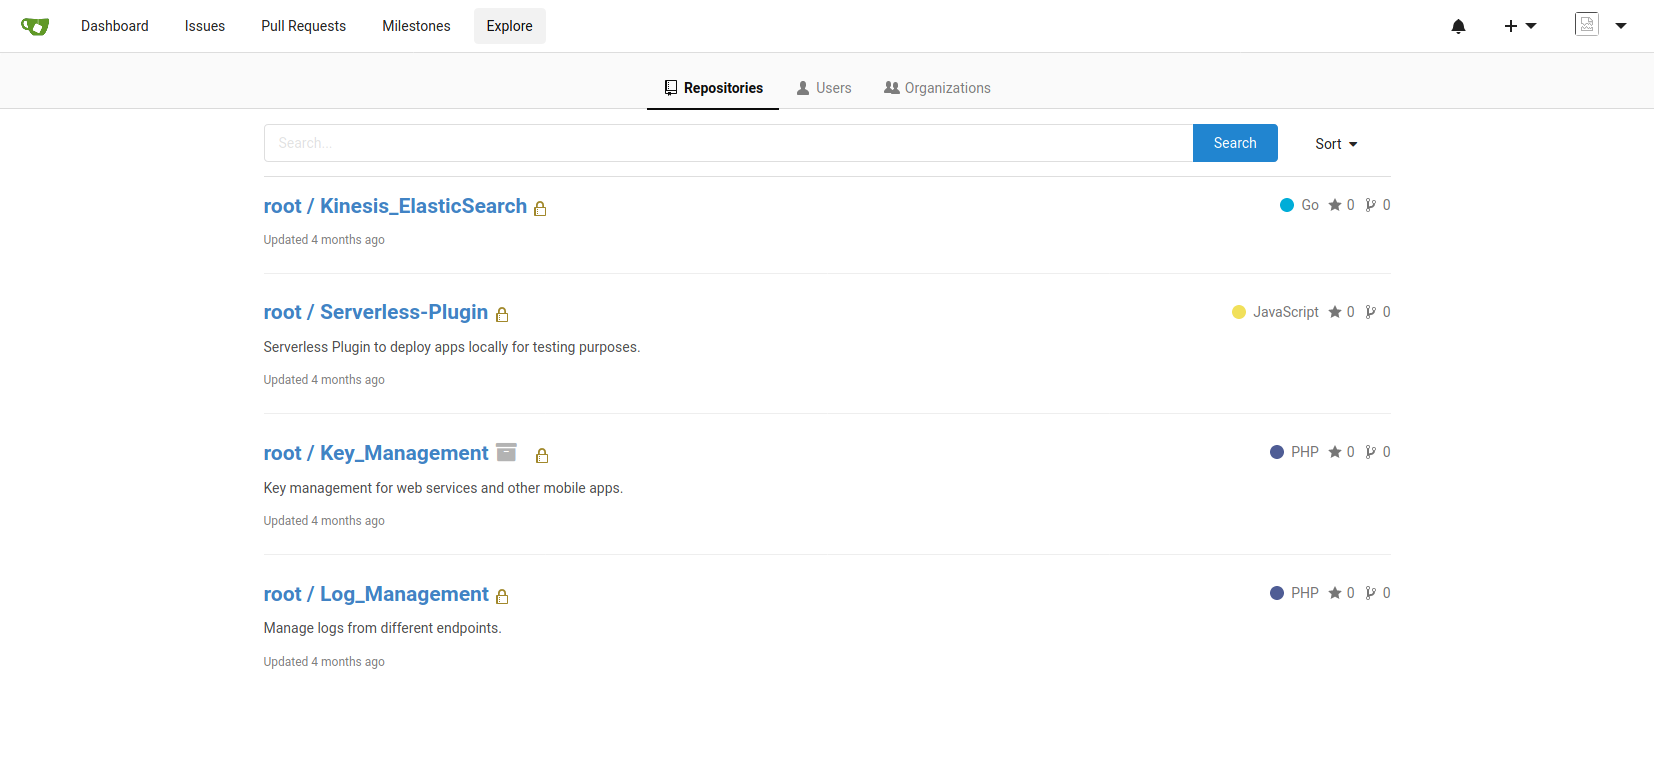 Dashboard Issues Pull Requests Milestones Explore
Repositories Users Organizations
Search... Search Sort
root / Kinesis_ElasticSearch Go 0 0
Updated 4 months ago
root / Serverless-Plugin JavaScript 0 0
Serverless Plugin to deploy apps locally for testing purposes.
Updated 4 months ago
root / Key_Management PHP 0 0
Key management for web services and other mobile apps.
Updated 4 months ago
root / Log_Management PHP 0 0
Manage logs from different endpoints.
Updated 4 months ago